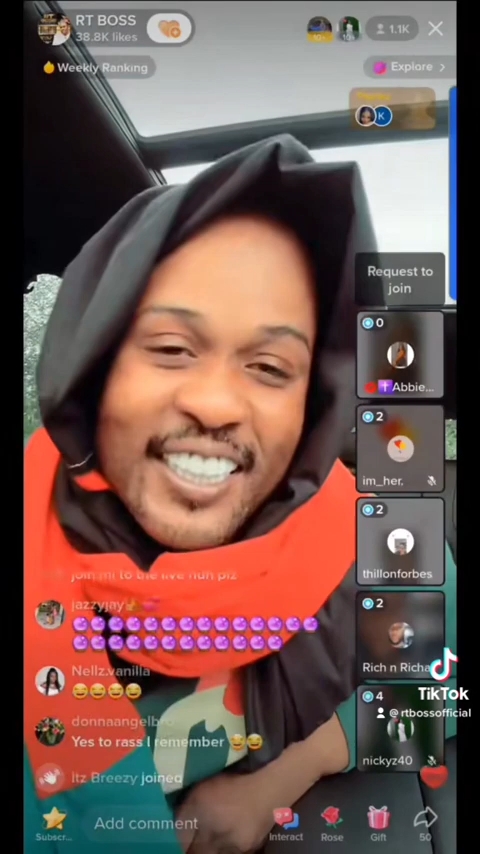 RT BOSS
38.8K likes
1.1K
Weekly Ranking
Explore >
K
Request to
join
0
Abbie...
2
im_her.
2
thillonforbes
2
Rich n Richa
4
nickyz40
TikTok
@rtbossofficial
join mi to the live nuh plz
jazzyjay
Nellz.vanilla
😂😂😂😂
donnaangelbr
Yes to rass I remember 😂😂
Itz Breezy joined
Subscr...
Add comment
Interact
Rose
Gift
50